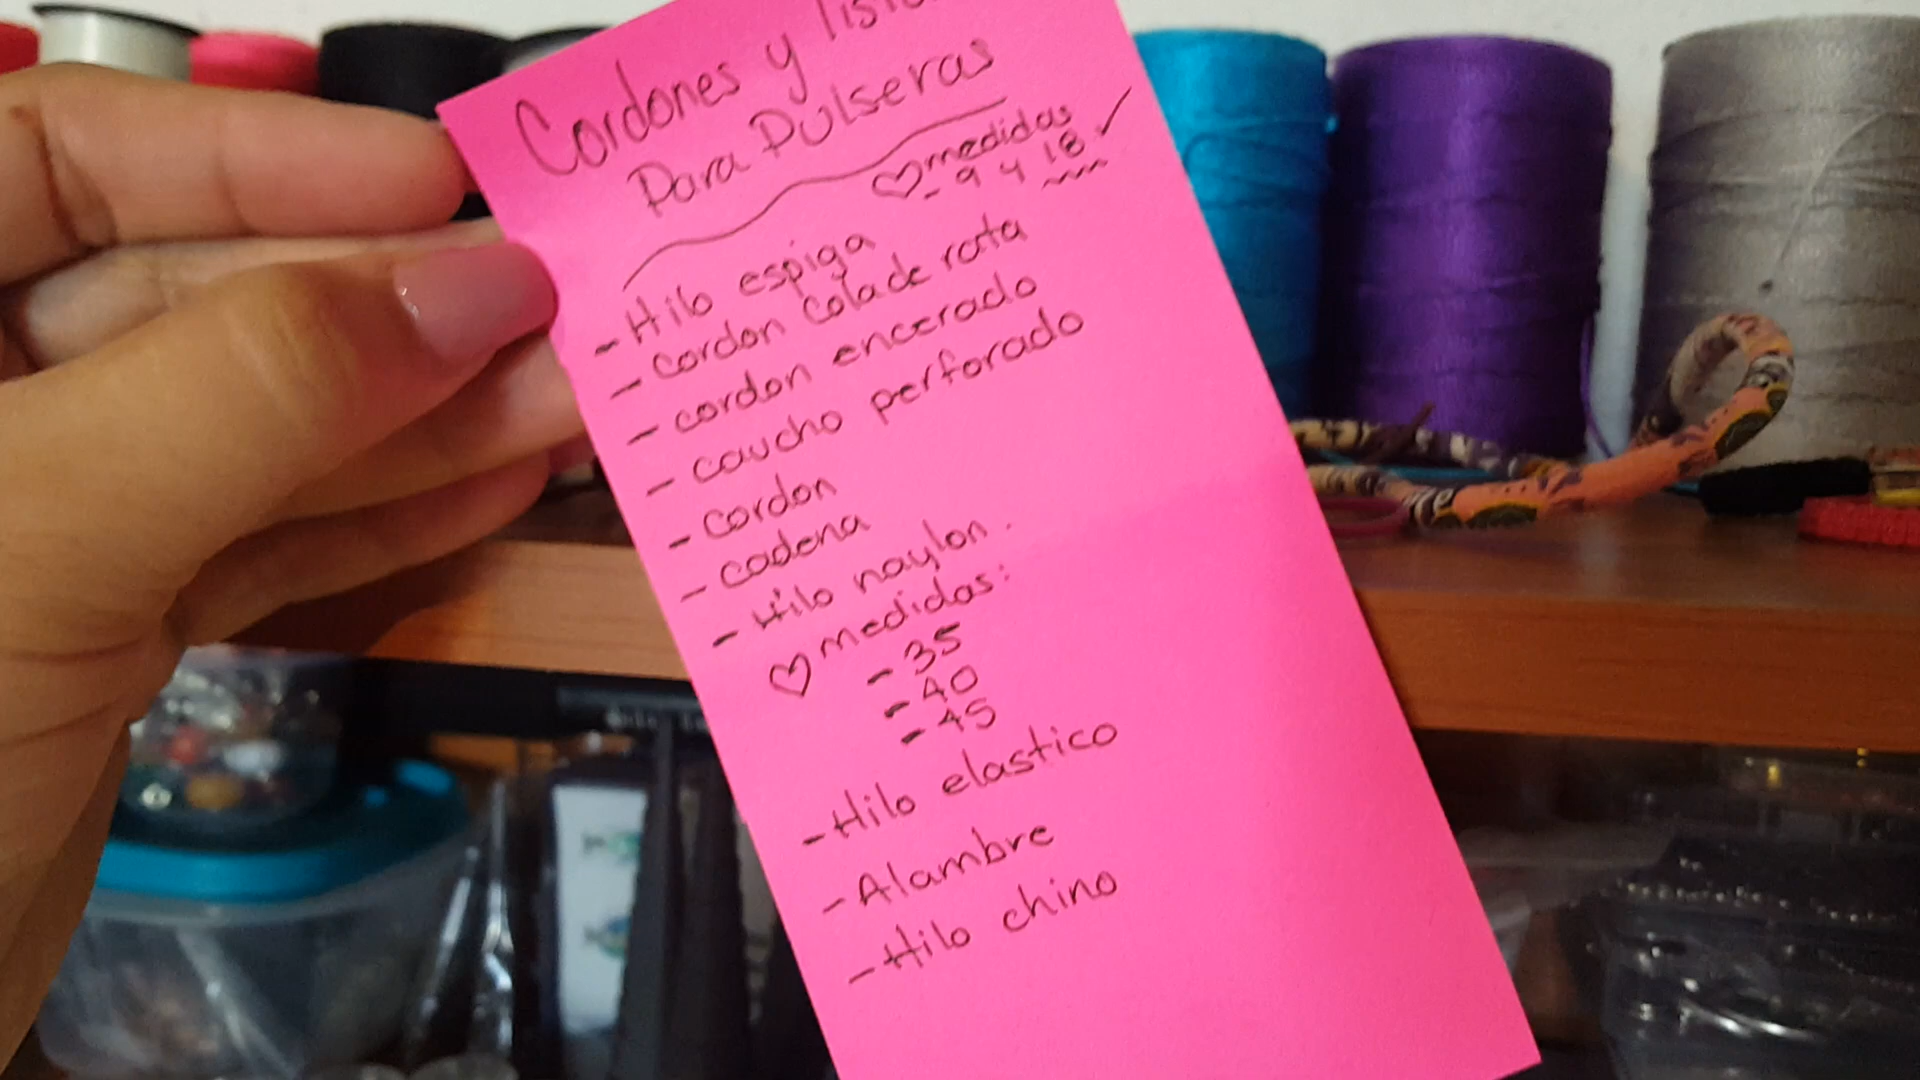 Cordones y
Para Pulseras
♡ medidas
- 9 y 18 ✓
- Hilo espiga
- cordon cola de rata
- cordon encerado
- caucho perforado
- cordon
- cadena
- Hilo naylon.
♡ medidas:
- 35
- 40
- 45
- Hilo elastico
- Alambre
- Hilo chino